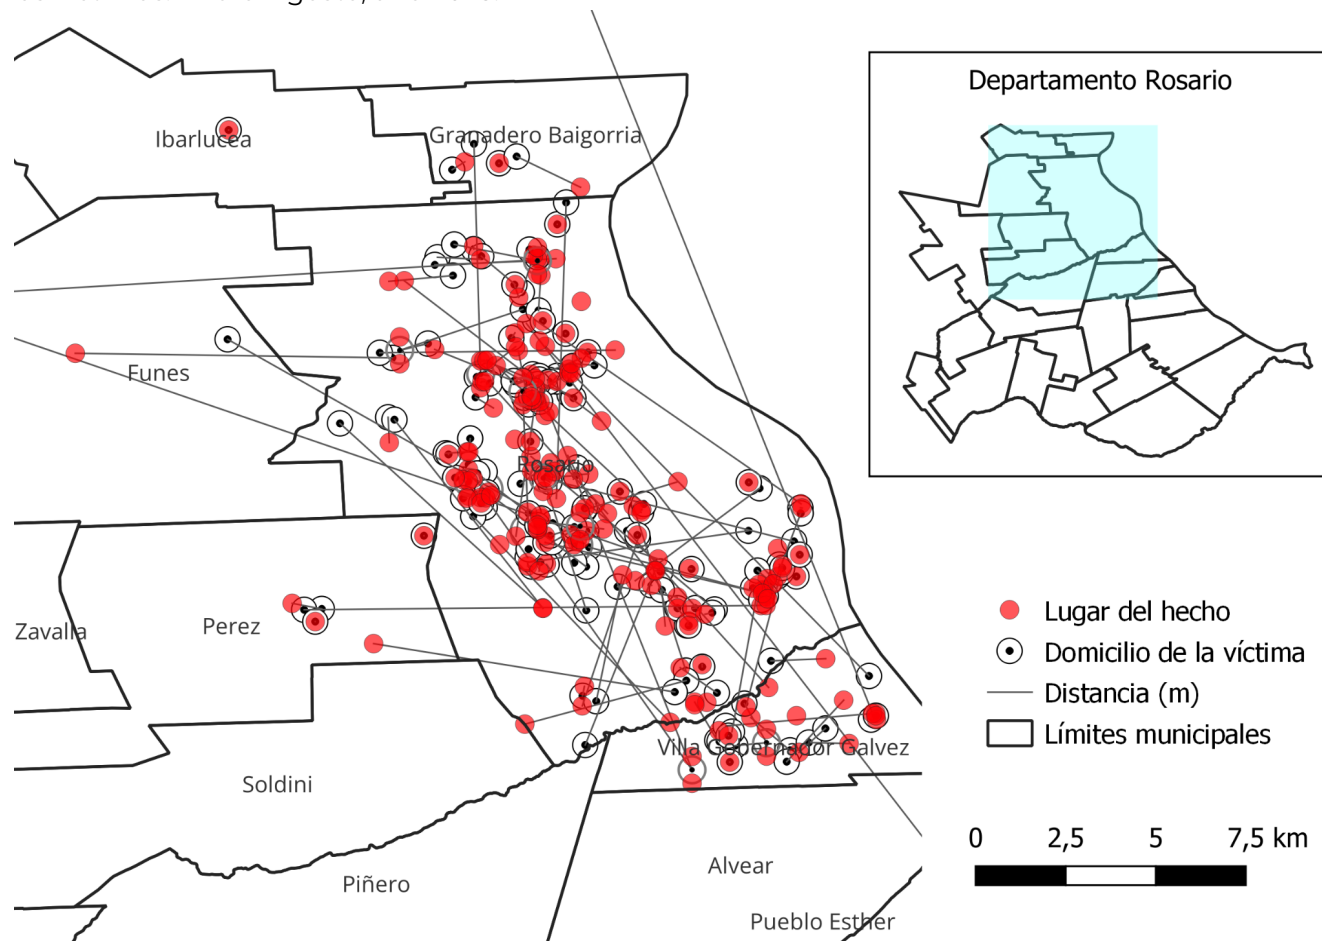 Departamento Rosario
Ibarlucea
Granadero Baigorria
Funes
Rosario
Zavalla
Perez
Lugar del hecho
Domicilio de la víctima
Distancia (m)
Límites municipales
Villa Gobernador Galvez
Soldini
0 2,5 5 7,5 km
Alvear
Piñero
Pueblo Esther